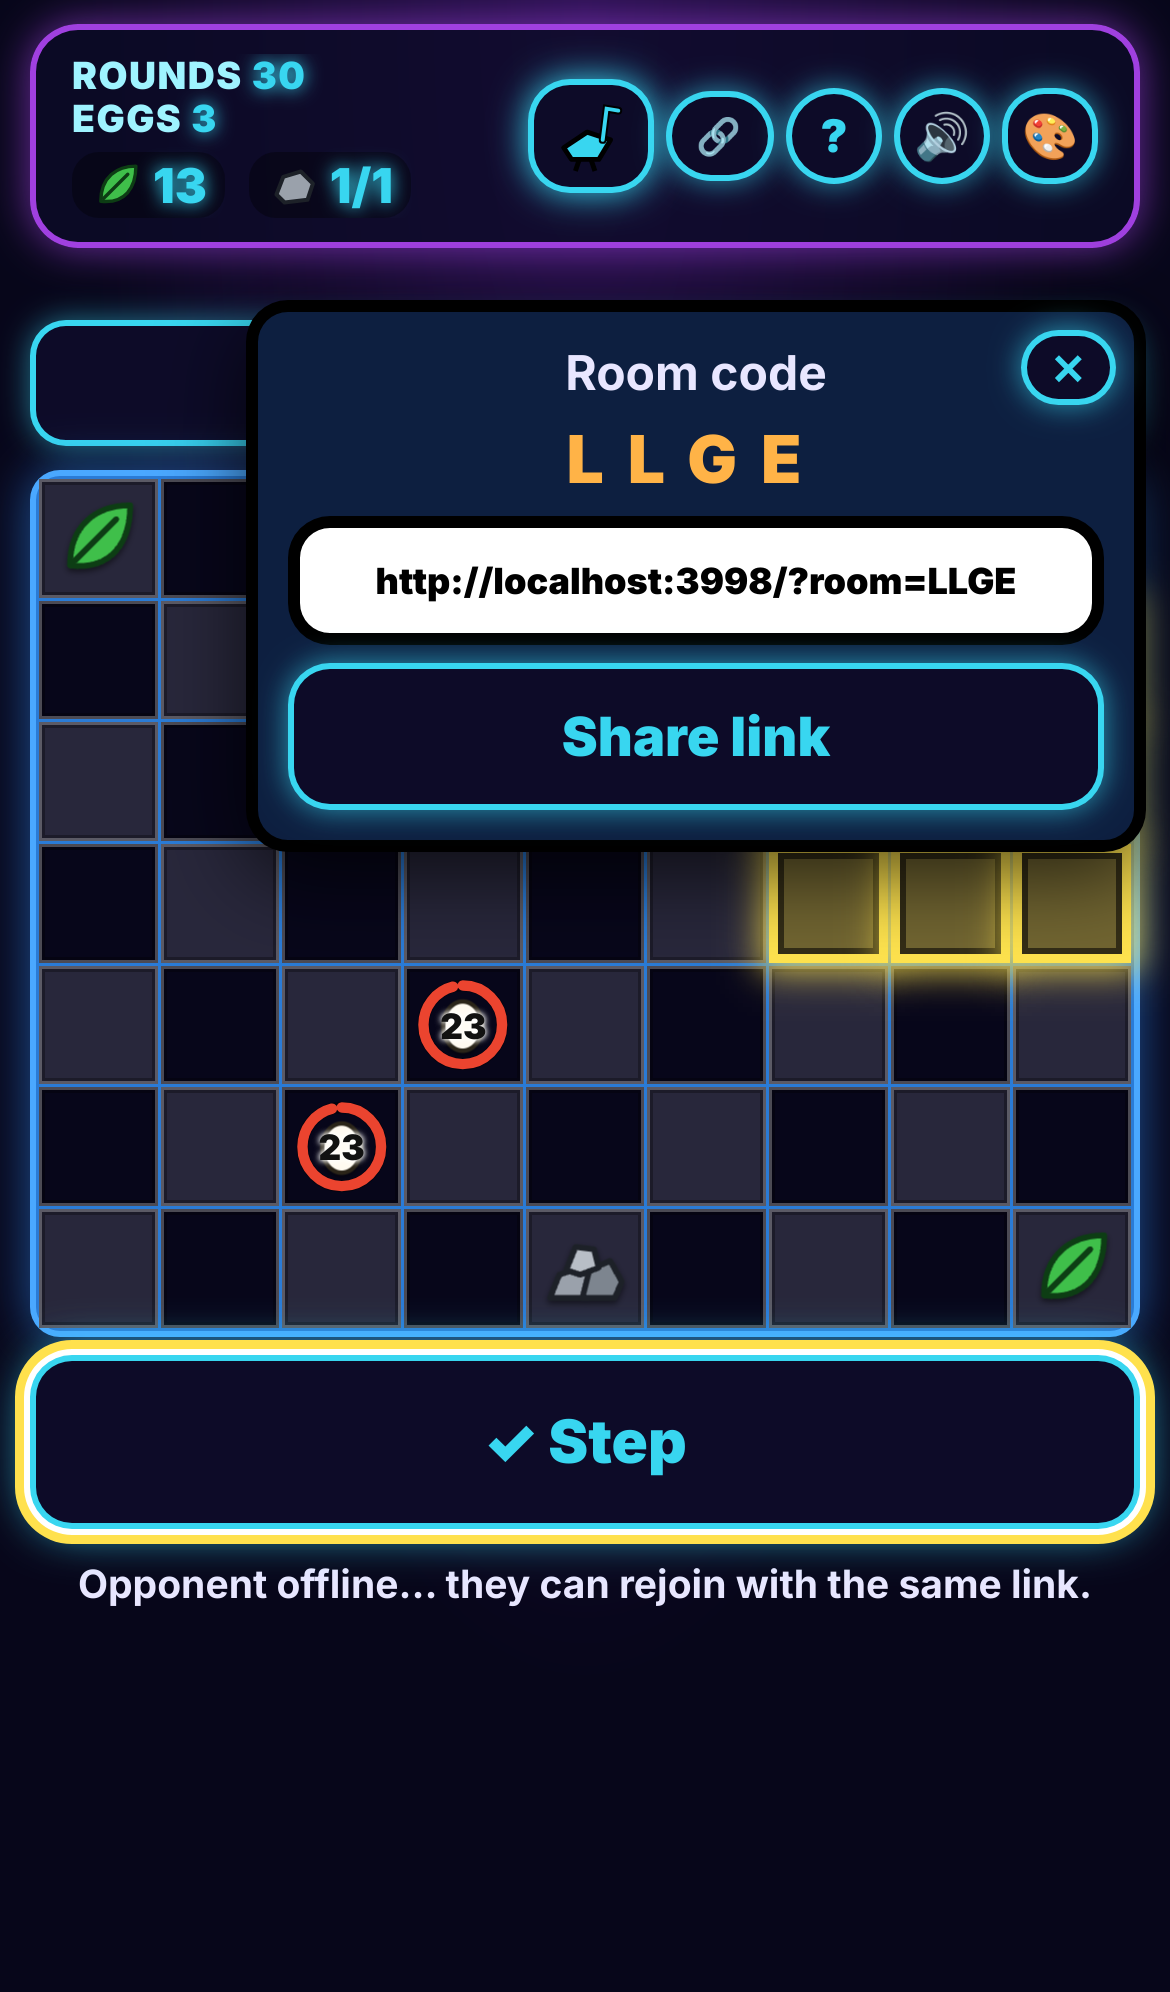 ROUNDS 30
EGGS 3
13 1/1
?
Room code
LLGE
http://localhost:3998/?room=LLGE
Share link
23
23
✓ Step
Opponent offline... they can rejoin with the same link.